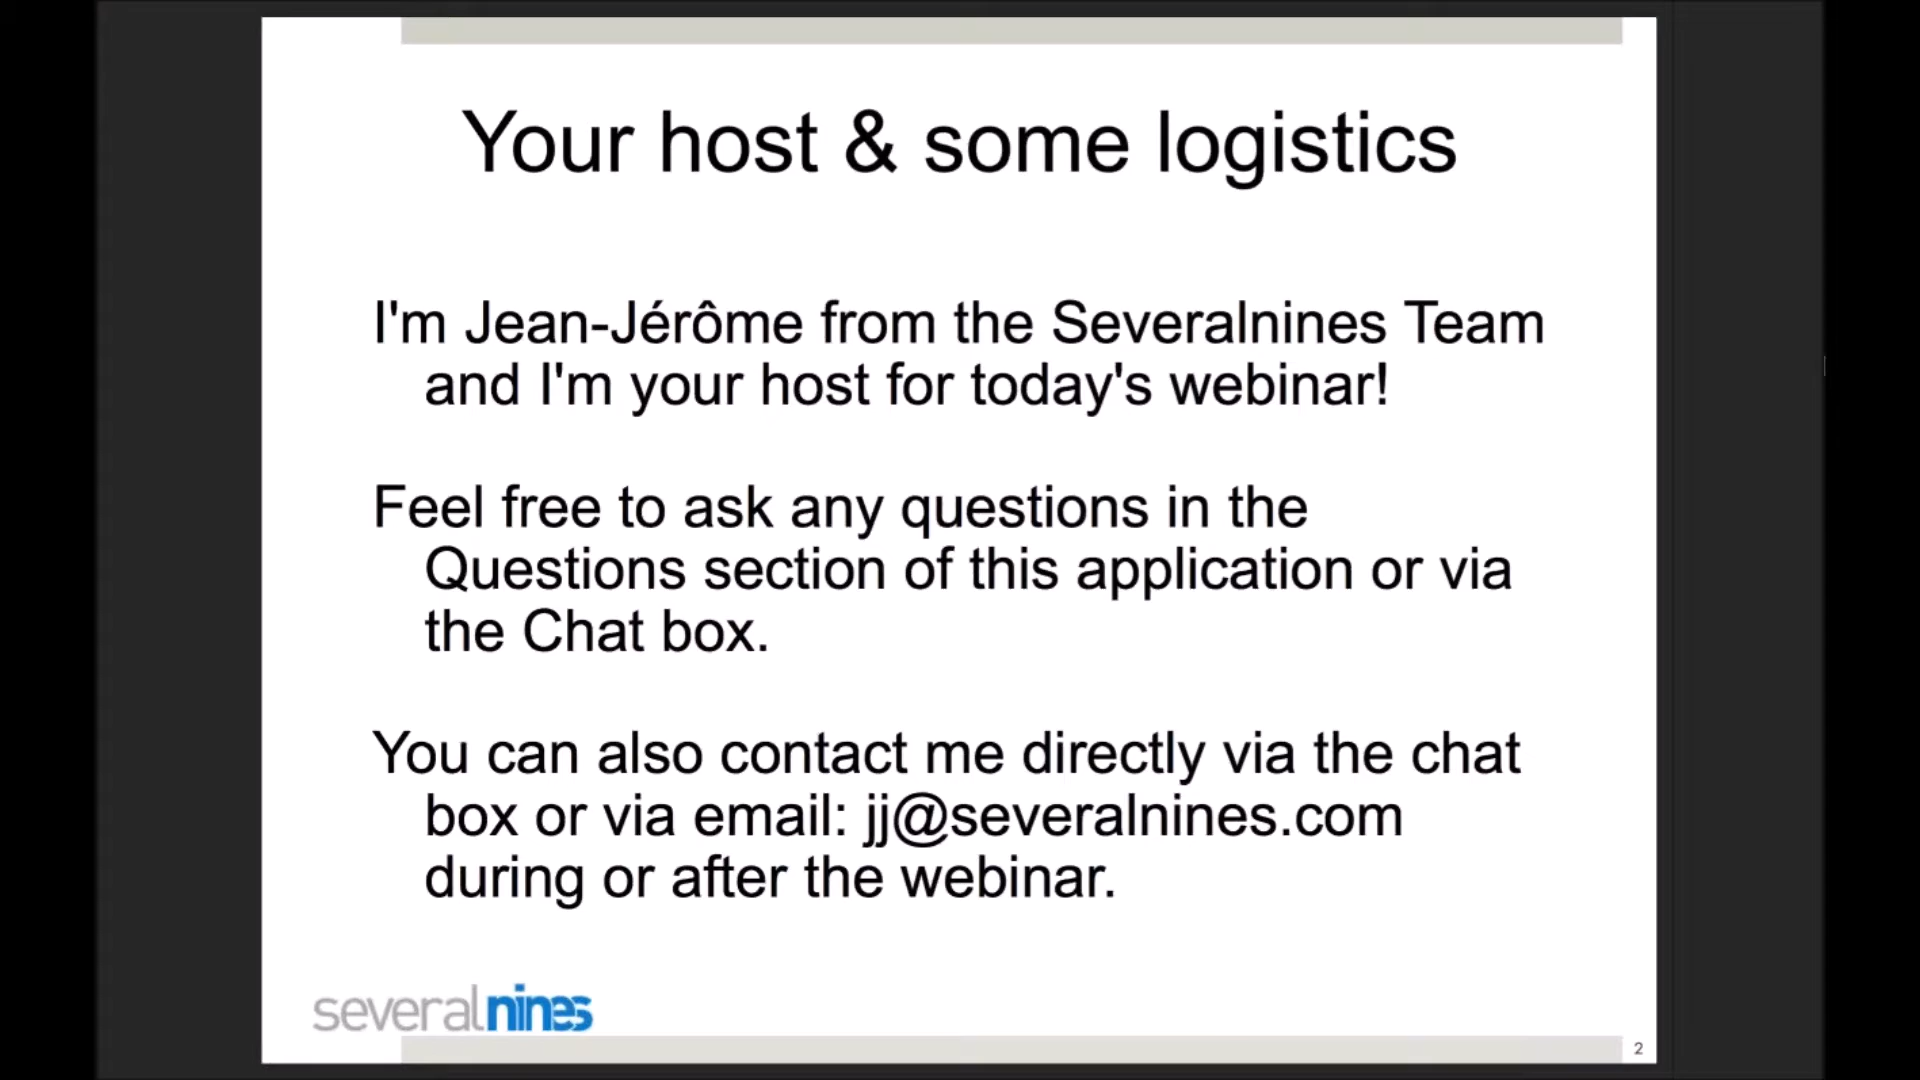 Your host & some logistics
I'm Jean-Jérôme from the Severalnines Team
and I'm your host for today's webinar!
Feel free to ask any questions in the
Questions section of this application or via
the Chat box.
You can also contact me directly via the chat
box or via email: jj@severalnines.com
during or after the webinar.
severalnines
2